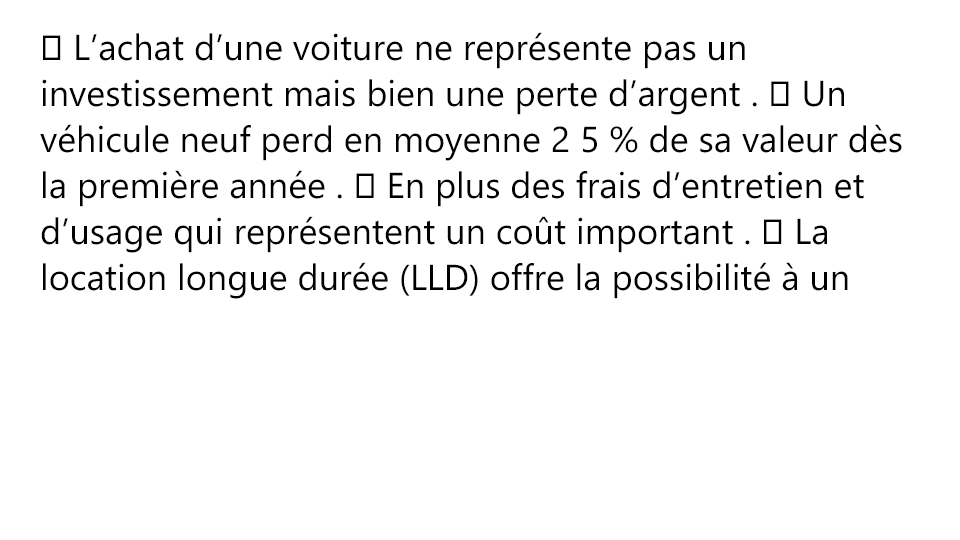 ▯ L’achat d’une voiture ne représente pas un
investissement mais bien une perte d’argent . ▯ Un
véhicule neuf perd en moyenne 2 5 % de sa valeur dès
la première année . ▯ En plus des frais d’entretien et
d’usage qui représentent un coût important . ▯ La
location longue durée (LLD) offre la possibilité à un